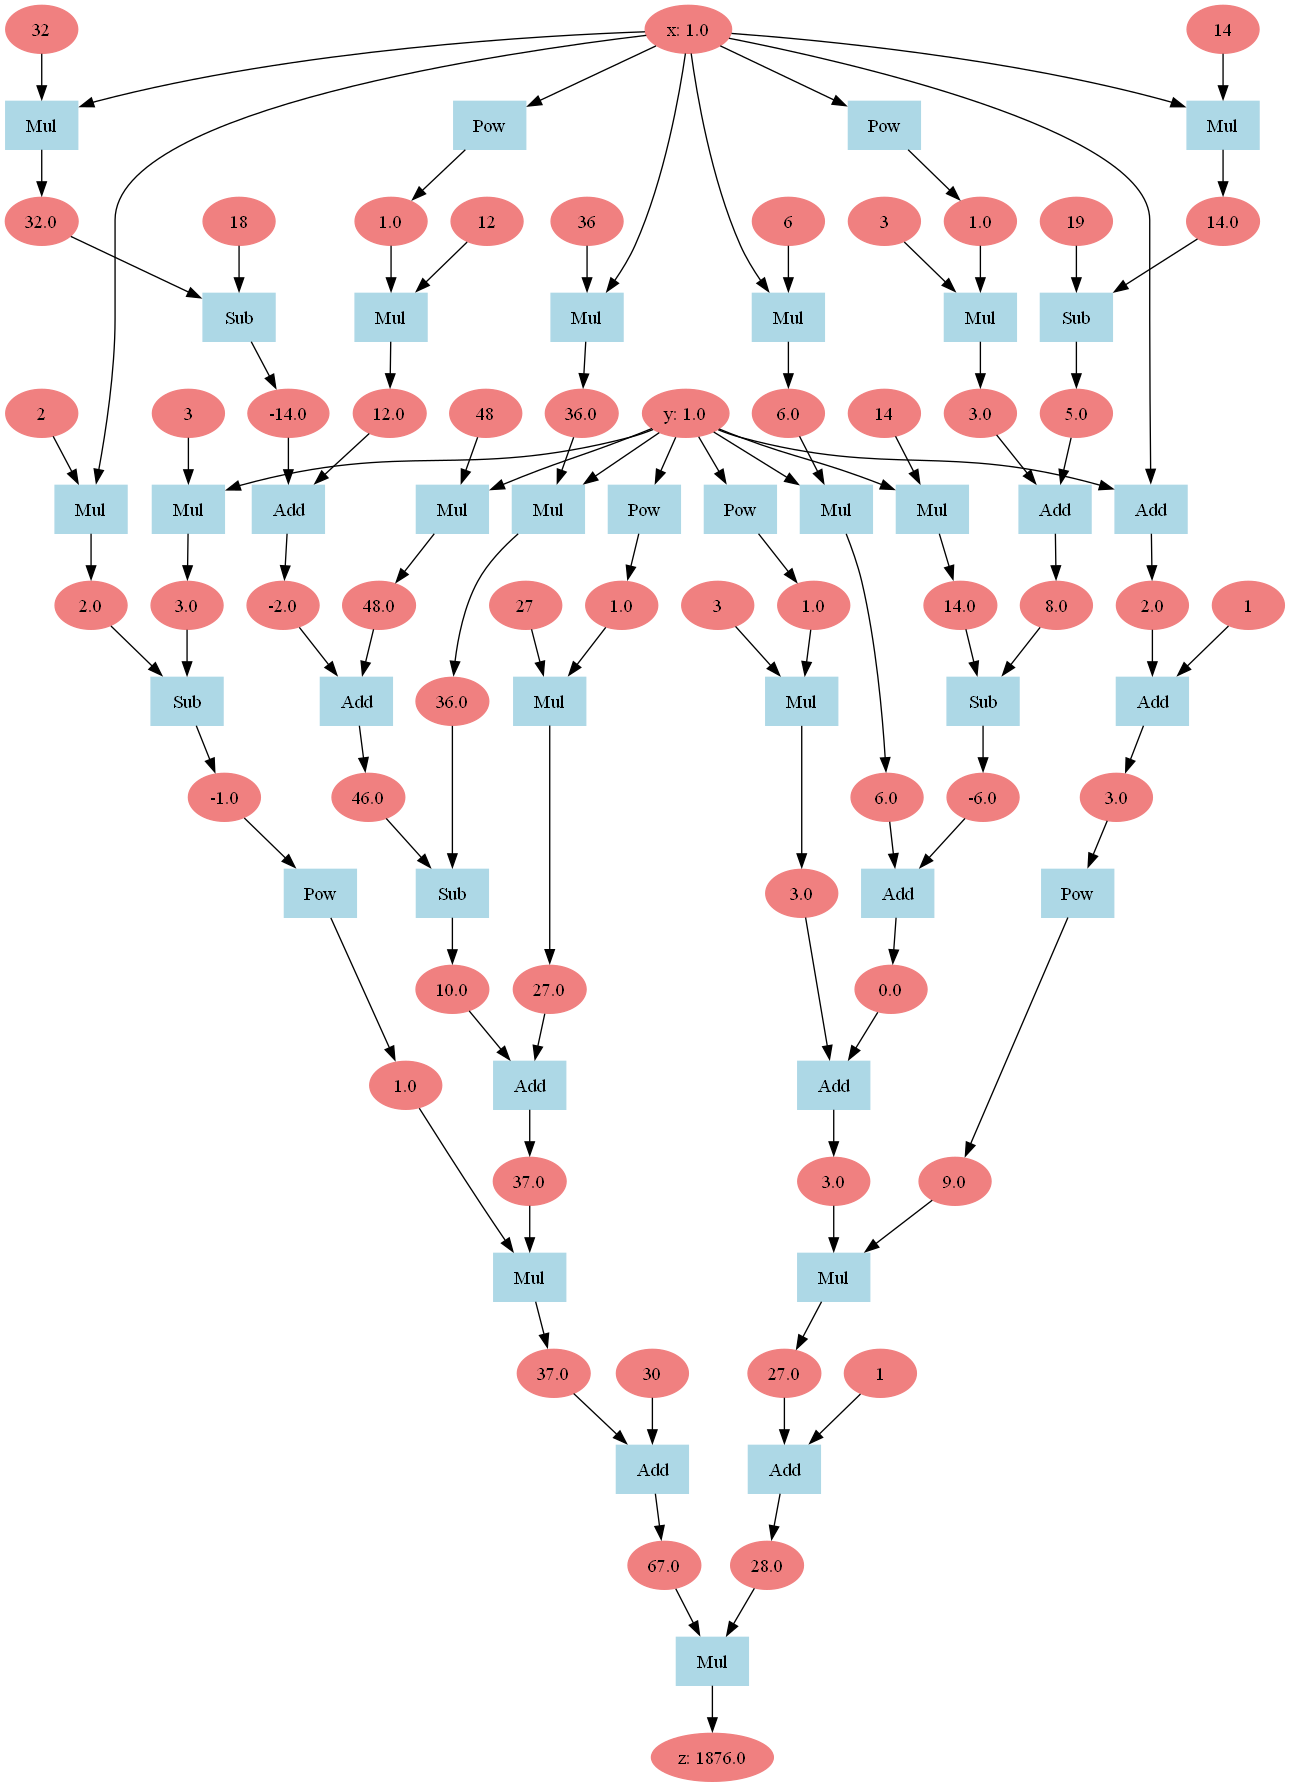 32 x: 1.0 14
Mul Pow Pow Mul
32.0 18 1.0 12 36 6 3 1.0 19 14.0
Sub Mul Mul Mul Mul Sub
2 3 -14.0 12.0 48 36.0 y: 1.0 6.0 14 3.0 5.0
Mul Mul Add Mul Mul Pow Pow Mul Mul Add Add
2.0 3.0 -2.0 48.0 27 1.0 3 1.0 14.0 8.0 2.0 1
Sub Add 36.0 Mul Mul Sub Add
-1.0 46.0 6.0 -6.0 3.0
Pow Sub 3.0 Add Pow
10.0 27.0 0.0
1.0 Add Add
37.0 3.0 9.0
Mul Mul
37.0 30 27.0 1
Add Add
67.0 28.0
Mul
z: 1876.0